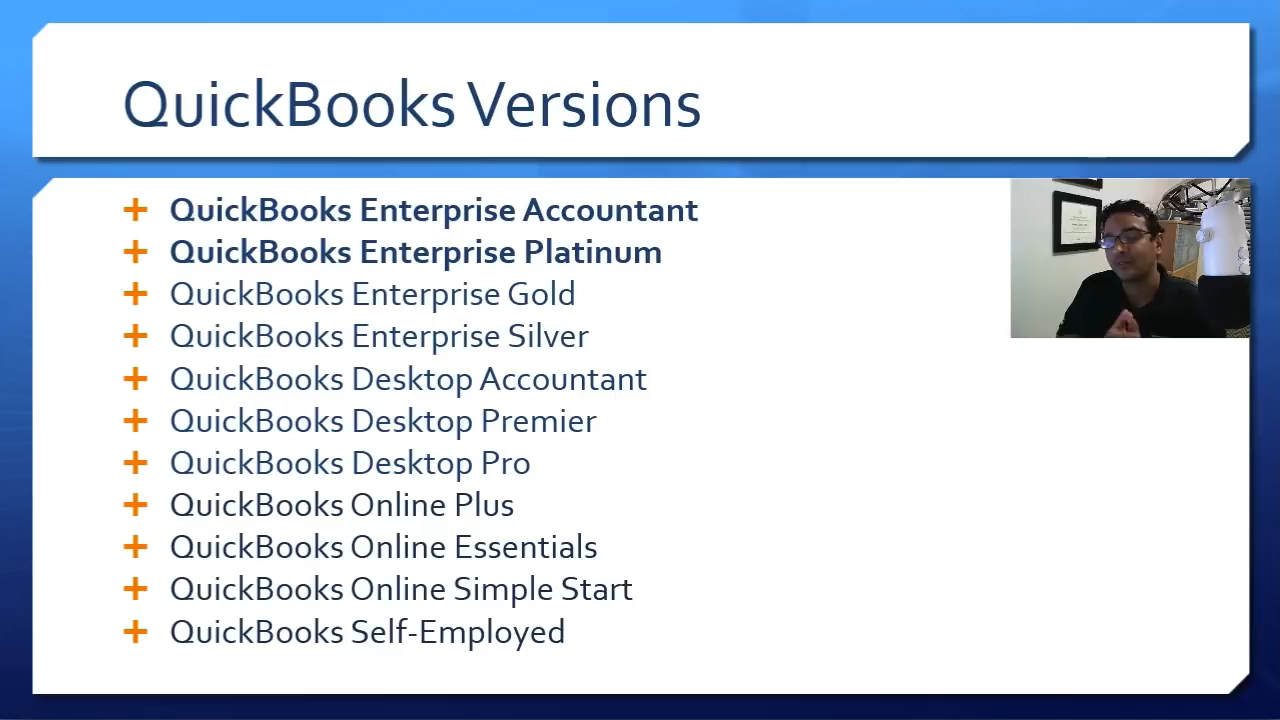 QuickBooks Versions
QuickBooks Enterprise Accountant
QuickBooks Enterprise Platinum
QuickBooks Enterprise Gold
QuickBooks Enterprise Silver
QuickBooks Desktop Accountant
QuickBooks Desktop Premier
QuickBooks Desktop Pro
QuickBooks Online Plus
QuickBooks Online Essentials
QuickBooks Online Simple Start
QuickBooks Self-Employed